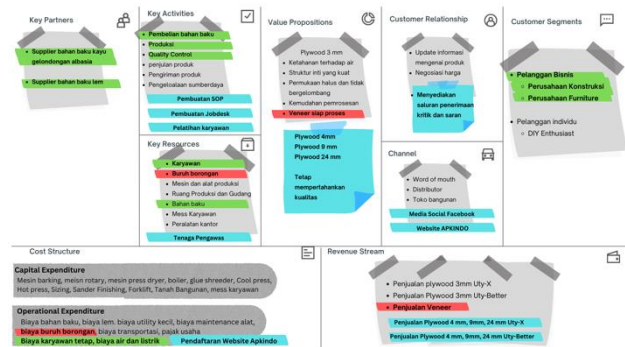 Key Partners
Supplier bahan baku kayu
gelondongan albasia
Supplier bahan baku lem
Key Activities
Pembelian bahan baku
Produksi
Quality Control
penjulan produk
Pengiriman produk
Pengeloalaan sumberdaya
Pembuatan SOP
Pembuatan Jobdesk
Pelatihan karyawan
Key Resources
Karyawan
Buruh borongan
Mesin dan alat produksi
Ruang Produksi dan Gudang
Bahan baku
Mess Karyawan
Peralatan kantor
Tenaga Pengawas
Value Propositions
Plywood 3 mm
Ketahanan terhadap air
Struktur inti yang kuat
Permukaan halus dan tidak
bergelombang
Kemudahan pemrosesan
Veneer siap proses
Plywood 4mm
Plywood 9 mm
Plywood 24 mm
Tetap
mempertahankan
kualitas
Customer Relationship
Update informasi
mengenai produk
Negosiasi harga
Menyediakan
saluran penerimaan
kritik dan saran
Channel
Word of mouth
Distributor
Toko bangunan
Media Social Facebook
Website APKINDO
Customer Segments
Pelanggan Bisnis
Perusahaan Konstruksi
Perusahaan Furniture
Pelanggan individu
DIY Enthusiast
Cost Structure
Capital Expenditure
Mesin barking, meisn rotary, mesin press dryer, boiler, glue shreeder, Cool press,
Hot press, Sizing, Sander Finishing, Forklift, Tanah Bangunan, mess karyawan
Operational Expenditure
Biaya bahan baku, biaya lem. biaya utility kecil, biaya maintenance alat,
biaya buruh borongan, biaya transportasi, pajak usaha
Biaya karyawan tetap, biaya air dan listrik
Pendaftaran Website Apkindo
Revenue Stream
Penjualan plywood 3mm Uty-X
Penjualan plywood 3mm Uty-Better
Penjualan Veneer
Penjualan Plywood 4 mm, 9mm, 24 mm Uty-X
Penjualan Plywood 4 mm, 9mm, 24 mm Uty-Better